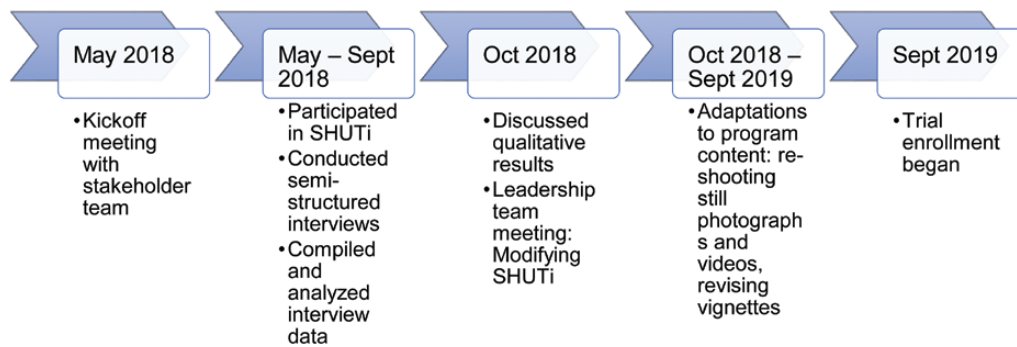 May 2018
•Kickoff
meeting
with
stakeholder
team
May – Sept
2018
•Participated
in SHUTi
•Conducted
semi-
structured
interviews
•Compiled
and
analyzed
interview
data
Oct 2018
•Discussed
qualitative
results
•Leadership
team
meeting:
Modifying
SHUTi
Oct 2018 –
Sept 2019
•Adaptations
to program
content: re-
shooting
still
photograph
s and
videos,
revising
vignettes
Sept 2019
•Trial
enrollment
began